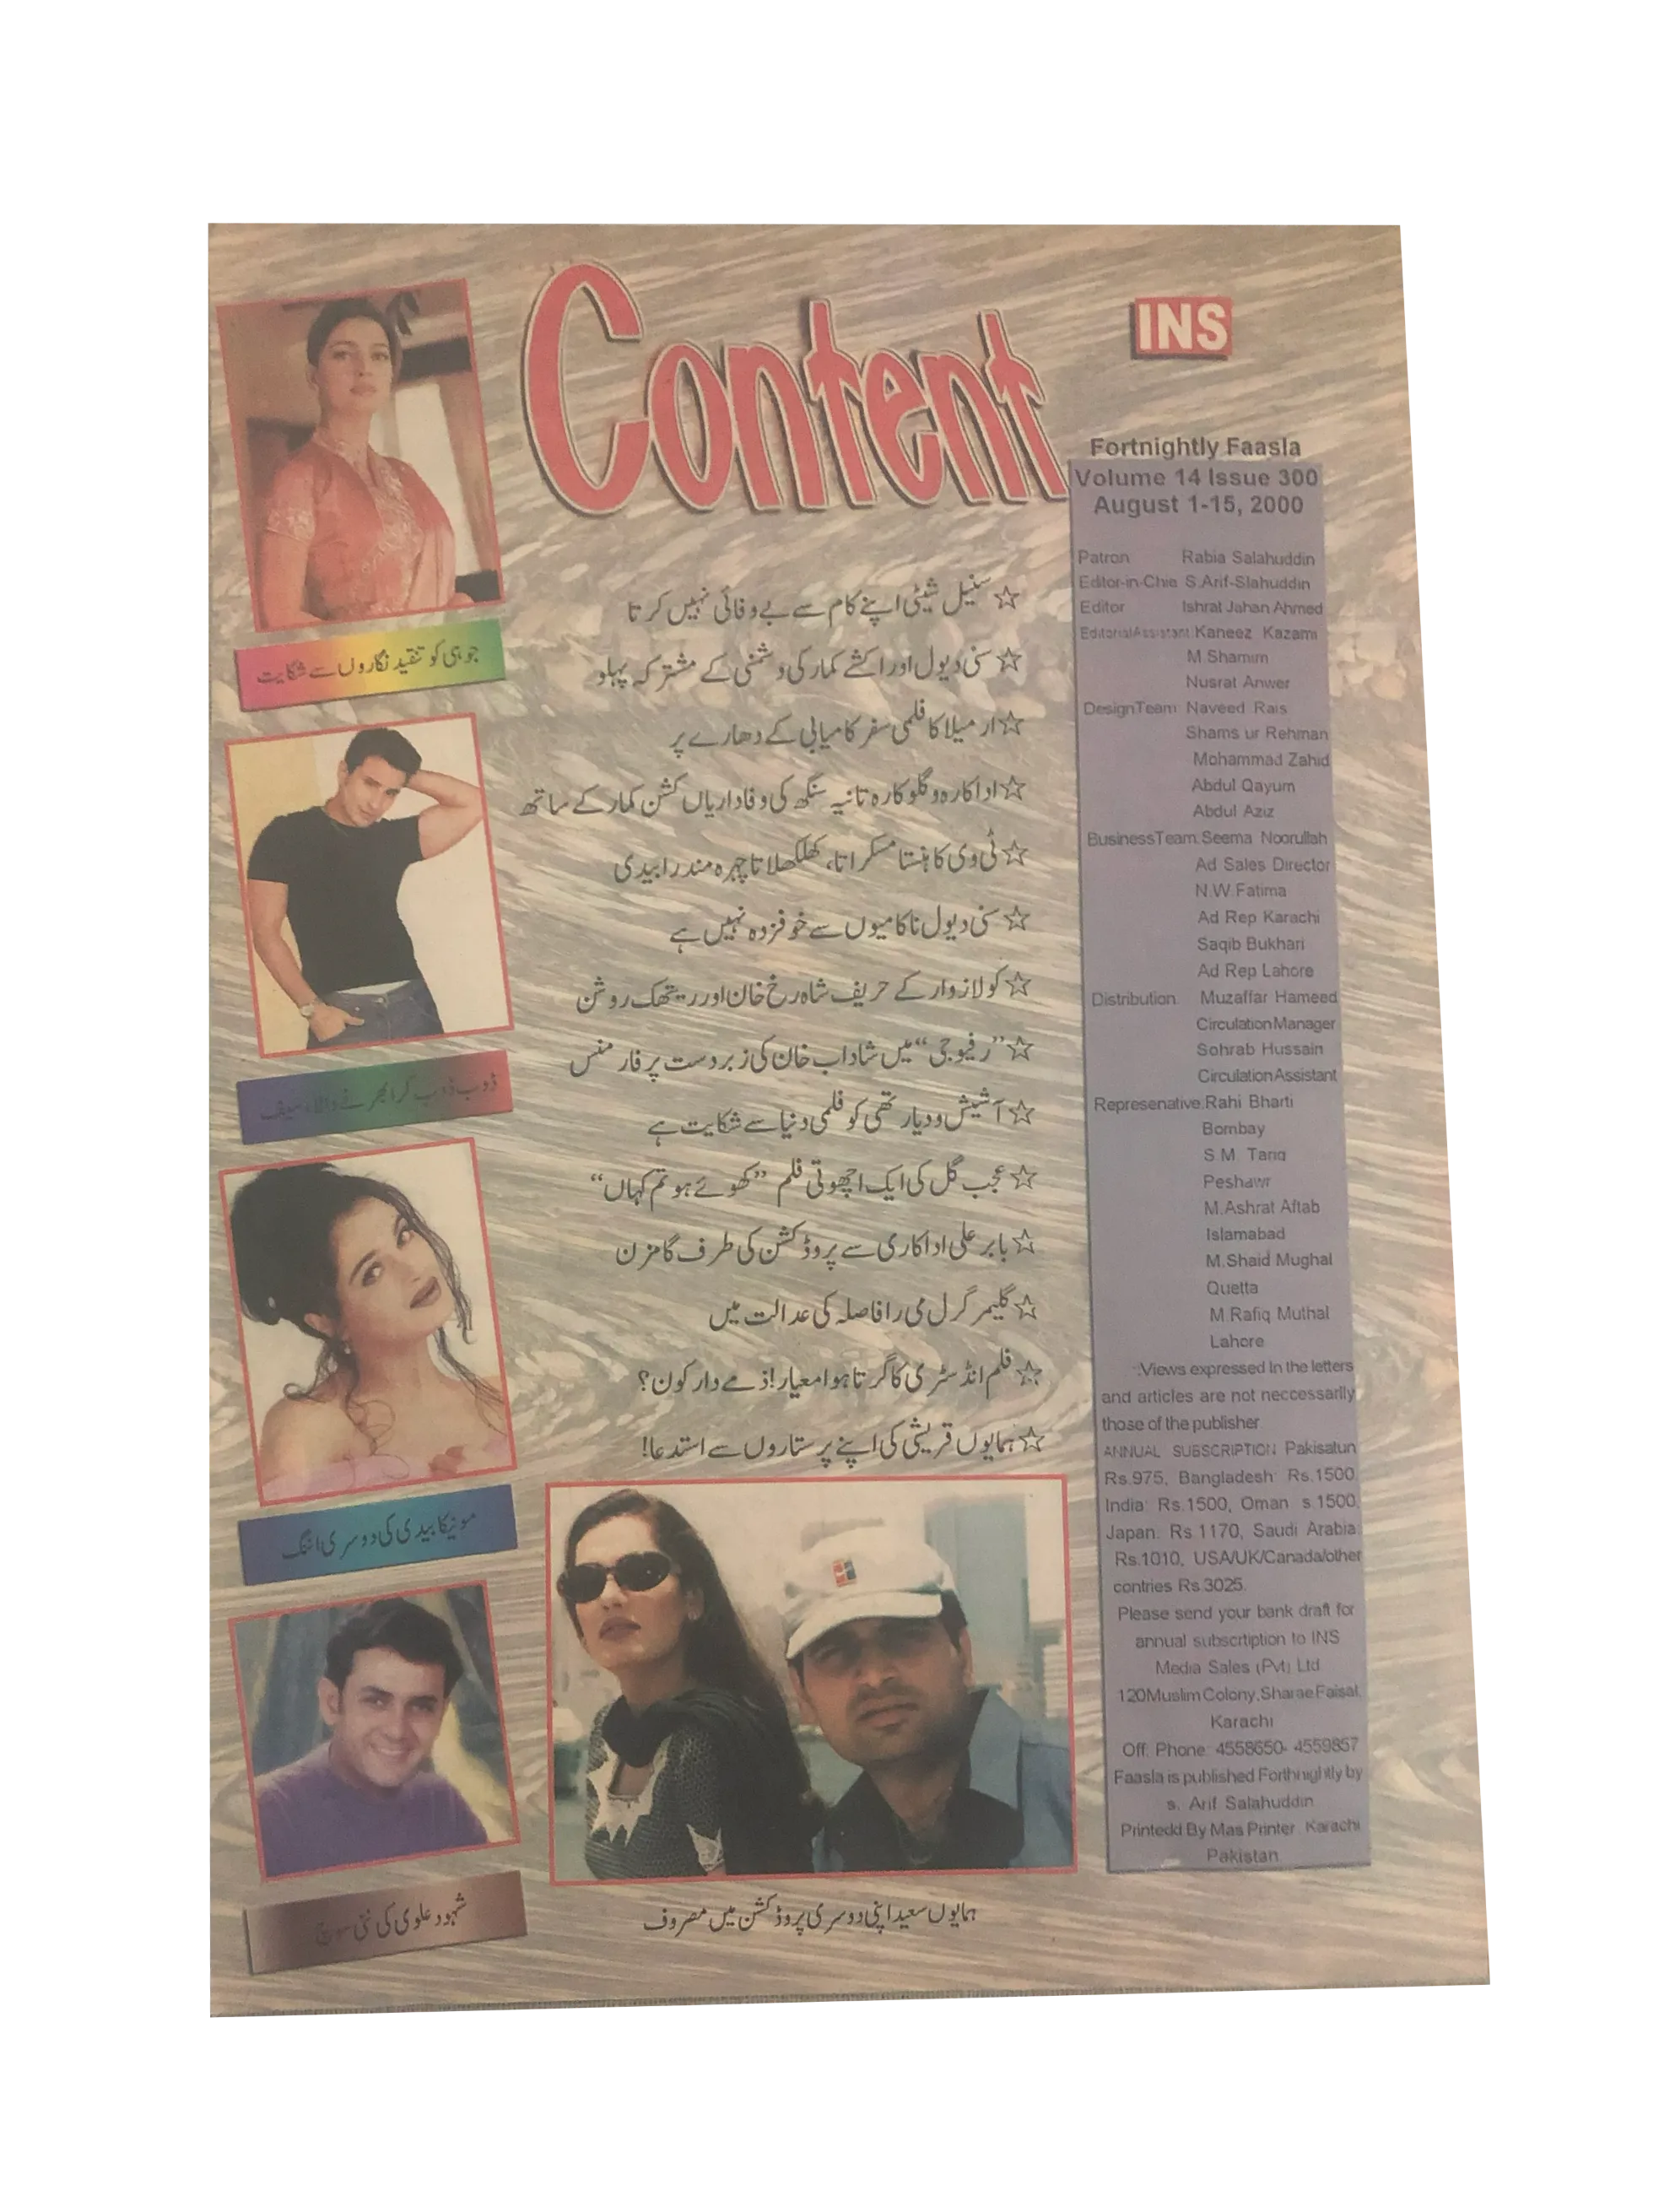 Content
INS
Fortnightly Faasla
Volume 14 Issue 300
August 1-15, 2000
Patron Rabia Salahuddin
Editor-in-Chie S.Arif-Slahuddin
Editor Ishrat Jahan Ahmed
EditorialAssistant Kaneez Kazami
M.Shamim
Nusrat Anwer
DesignTeam Naveed Rais
Shams ur Rehman
Mohammad Zahid
Abdul Qayum
Abdul Aziz
BusinessTeam Seema Noorullah
Ad Sales Director
N.W.Fatima
Ad Rep Karachi
Saqib Bukhari
Ad Rep Lahore
Distribution Muzaffar Hameed
CirculationManager
Sohrab Hussain
CirculationAssistant
Represenative.Rahi Bharti
Bombay
S.M. Tariq
Peshawr
M.Ashrat Aftab
Islamabad
M.Shaid Mughal
Quetta
M.Rafiq Muthal
Lahore
:Views expressed In the letters
and articles are not neccessarlly
those of the publisher.
ANNUAL SUBSCRIPTION Pakisatun
Rs.975, Bangladesh: Rs.1500,
India: Rs.1500, Oman s.1500,
Japan: Rs 1170, Saudi Arabia:
Rs.1010, USA/UK/Canada/other
contries Rs.3025.
Please send your bank draft for
annual subscrtiption to INS
Media Sales (Pvt) Ltd
120MuslimColony,SharaeFaisal,
Karachi
Off: Phone: 4558650- 4559857
Faasla is published Forthnightly by
s. Arif Salahuddin
Printedd By Mas Printer Karachi
Pakistan
☆سنیل شیٹی اپنے کام سے بے وفائی نہیں کرتا
☆سنی دیول اور اکشے کمار کی دشمنی کے مشترکہ پہلو
☆ارمیلا کا فلمی سفر کامیابی کے دھارے پر
☆اداکارہ و گلوکارہ تانیہ سنگھ کی وفاداریاں کشن کمار کے ساتھ
☆ٹی وی کا ہنستا مسکراتا، کھلکھلاتا چہرہ مندرا بیدی
☆سنی دیول ناکامیوں سے خوفزدہ نہیں ہے
☆کولا زوار کے حریف شاہ رخ خان اور ریتھک روشن
☆”رفیوجی“ میں شاداب خان کی زبردست پرفارمنس
☆آشیش ودیارتھی کو فلمی دنیا سے شکایت ہے
☆عجب گل کی ایک اچھوتی فلم ”کھوئے ہو تم کہاں“
☆بابر علی اداکاری سے پروڈکشن کی طرف گامزن
☆گلیمر گرل میرا فاصلہ کی عدالت میں
☆فلم انڈسٹری کا گرتا ہوا معیار! ذمے دار کون؟
☆ہمایوں قریشی کی اپنے پرستاروں سے استدعا!
جوہی کو تنقید نگاروں سے شکایت
ڈوب ڈوب کر ابھرنے والا، سیف
مونیکا بیدی کی دوسری اننگ
شہود علوی کی نئی سوچ
ہمایوں سعید اپنی دوسری پروڈکشن میں مصروف